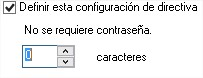 Definir esta configuración de directiva
No se requiere contraseña.
0 caracteres